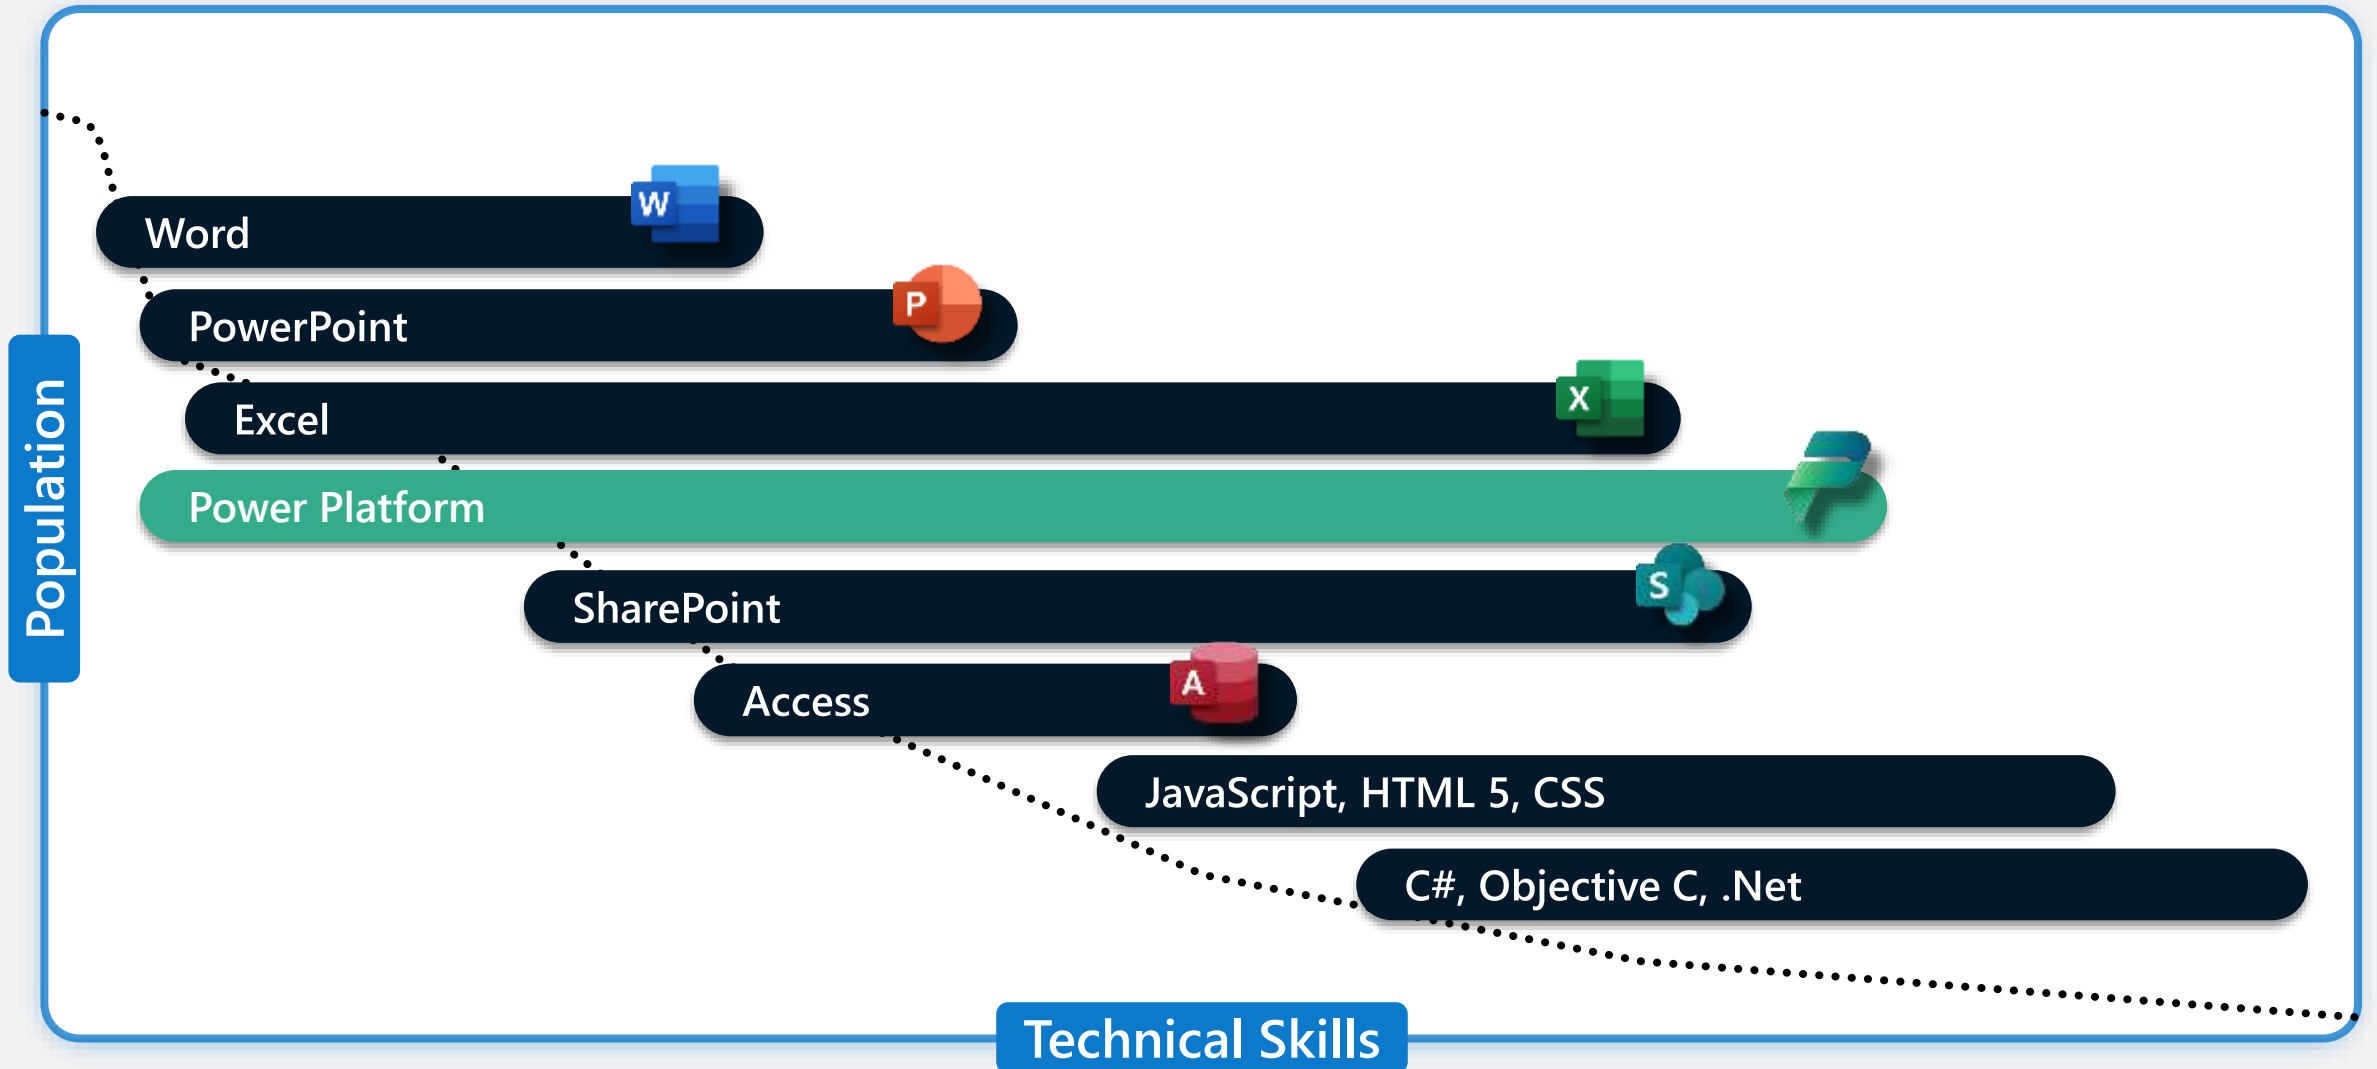 W
Word
P
PowerPoint
X
Excel
Population
Power Platform
S
SharePoint
A
Access
JavaScript, HTML 5, CSS
C#, Objective C, .Net
Technical Skills